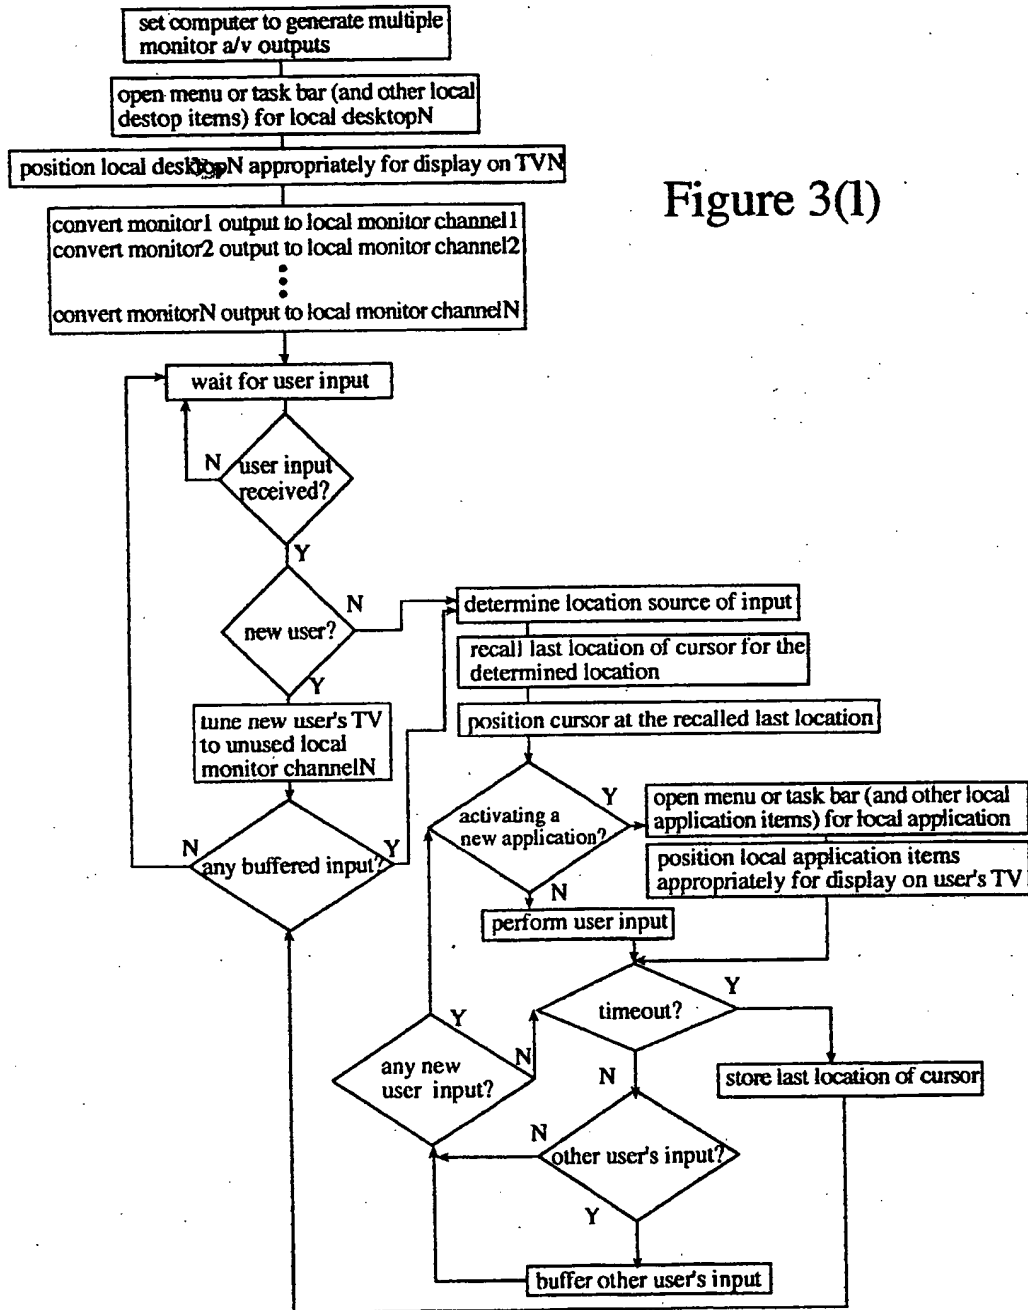 set computer to generate multiple
monitor a/v outputs
open menu or task bar (and other local
destop items) for local desktopN
position local desktopN appropriately for display on TVN
Figure 3(l)
convert monitor1 output to local monitor channel1
convert monitor2 output to local monitor channel2
convert monitorN output to local monitor channelN
wait for user input
N
user input
received?
Y
new user?
N
Y
determine location source of input
recall last location of cursor for the
determined location
position cursor at the recalled last location
tune new user's TV
to unused local
monitor channelN
any buffered input?
N
Y
activating a
new application?
Y
N
open menu or task bar (and other local
application items) for local application
position local application items
appropriately for display on user's TV
perform user input
timeout?
Y
N
any new
user input?
Y
N
store last location of cursor
other user's input?
N
Y
buffer other user's input